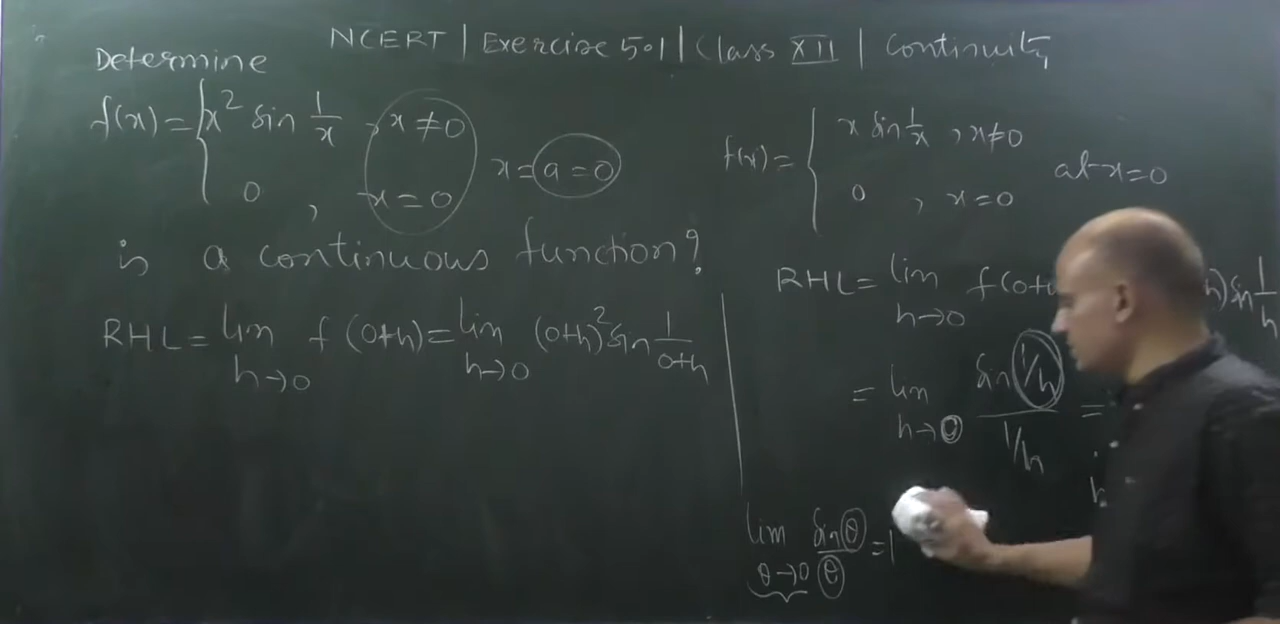 NCERT | Exercise 5.1 | Class XII | Continuity
Determine
f(x) = { x² sin 1/x , x ≠ 0
0 , x = 0
x = a = 0
is a continuous function?
RHL = lim h→0 f(0+h) = lim h→0 (0+h)² sin 1/0+h
f(x) = { x sin 1/x , x ≠ 0
0 , x = 0
at x = 0
RHL = lim h→0 f(0+ h) sin 1/h
= lim h→0 sin(1/h) / 1/h =
lim θ→0 sin θ / θ = 1